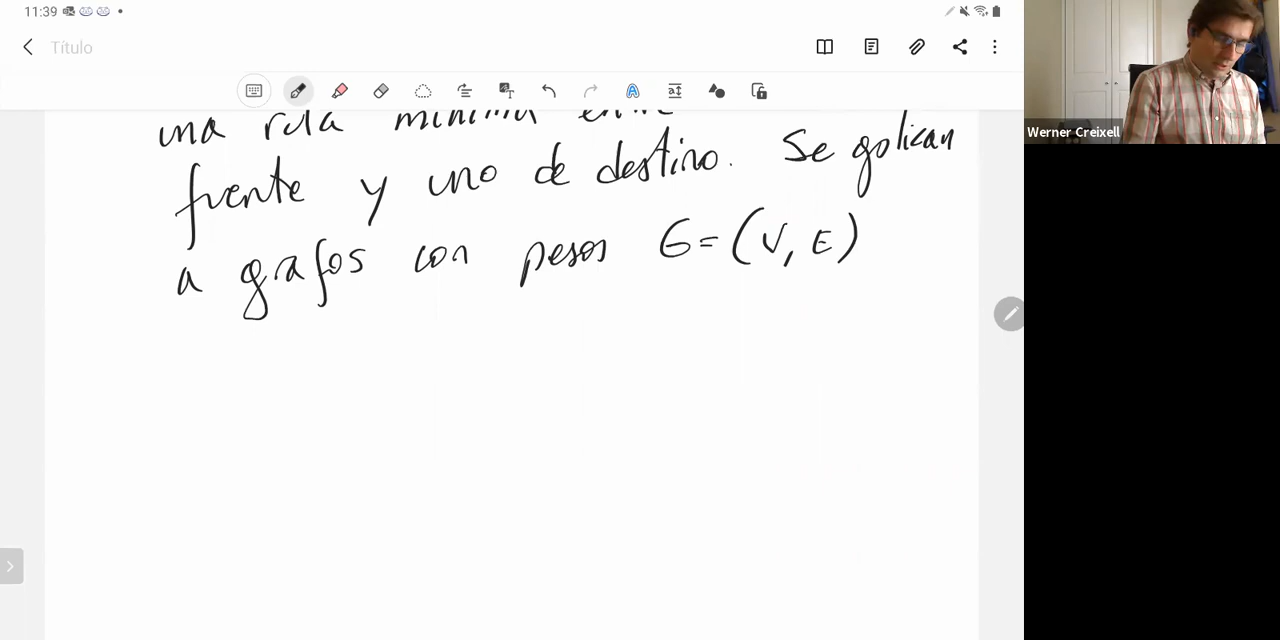 11:39
Título
una ruta mínima entre
fuente y uno de destino. Se aplican
a grafos con pesos G=(V, E)
Werner Creixell